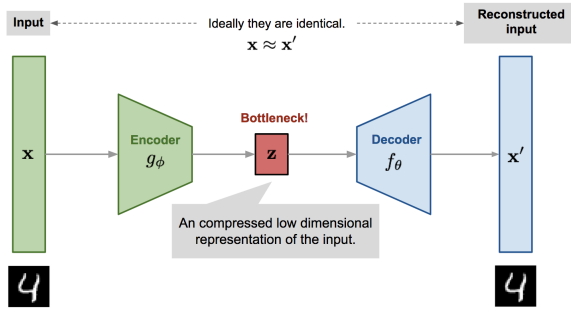 Input
Ideally they are identical.
x ≈ x′
Reconstructed
input
Bottleneck!
x
Encoder
gϕ
z
Decoder
fθ
x′
An compressed low dimensional
representation of the input.
4
4